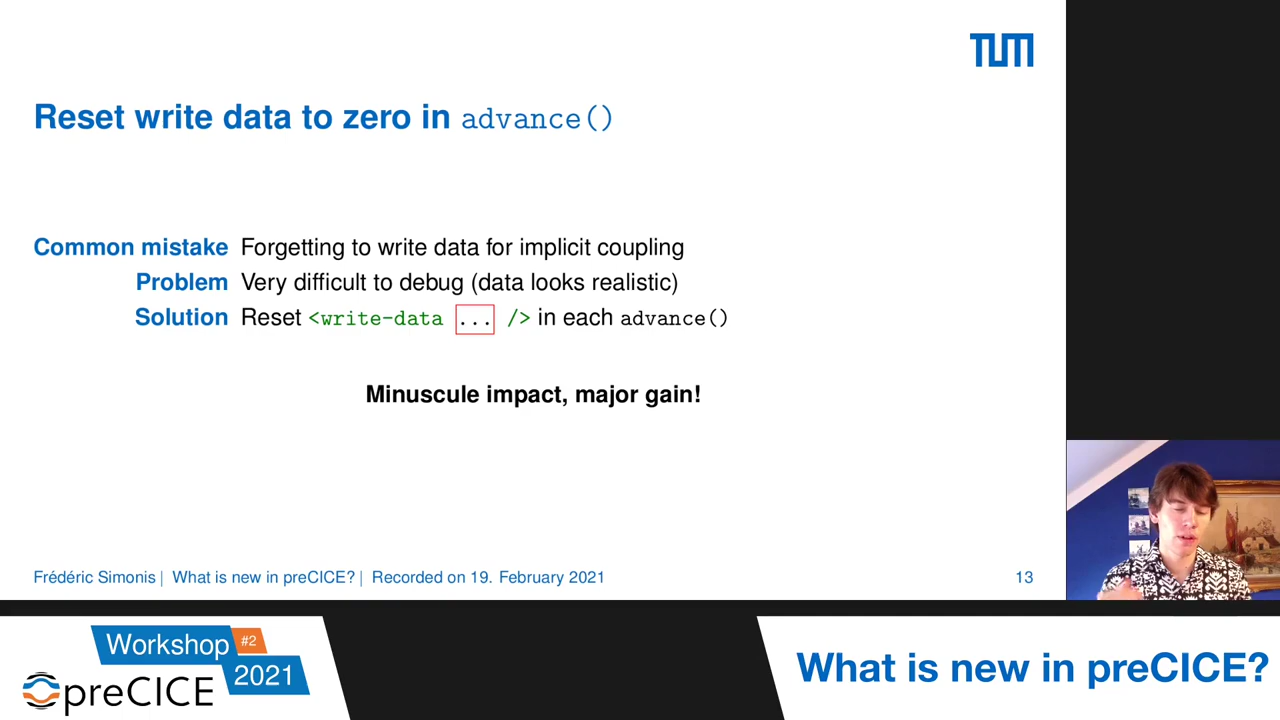 TUM
Reset write data to zero in advance()
Common mistake Forgetting to write data for implicit coupling
Problem Very difficult to debug (data looks realistic)
Solution Reset <write-data ... /> in each advance()
Minuscule impact, major gain!
Frédéric Simonis | What is new in preCICE? | Recorded on 19. February 2021 13
Workshop #2
2021
preCICE
What is new in preCICE?